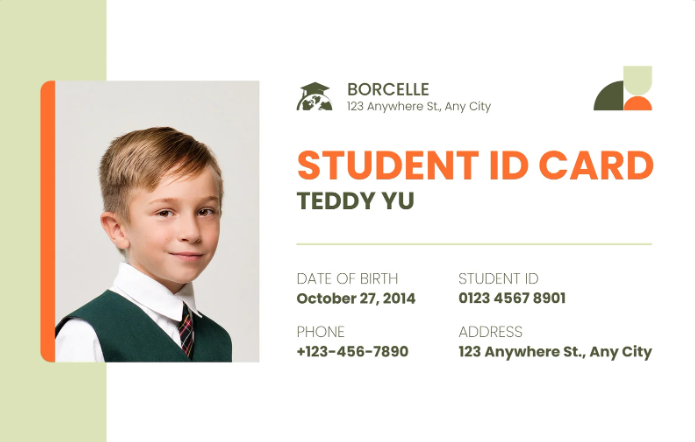 BORCELLE
123 Anywhere St., Any City
STUDENT ID CARD
TEDDY YU
DATE OF BIRTH
October 27, 2014
STUDENT ID
0123 4567 8901
PHONE
+123-456-7890
ADDRESS
123 Anywhere St., Any City